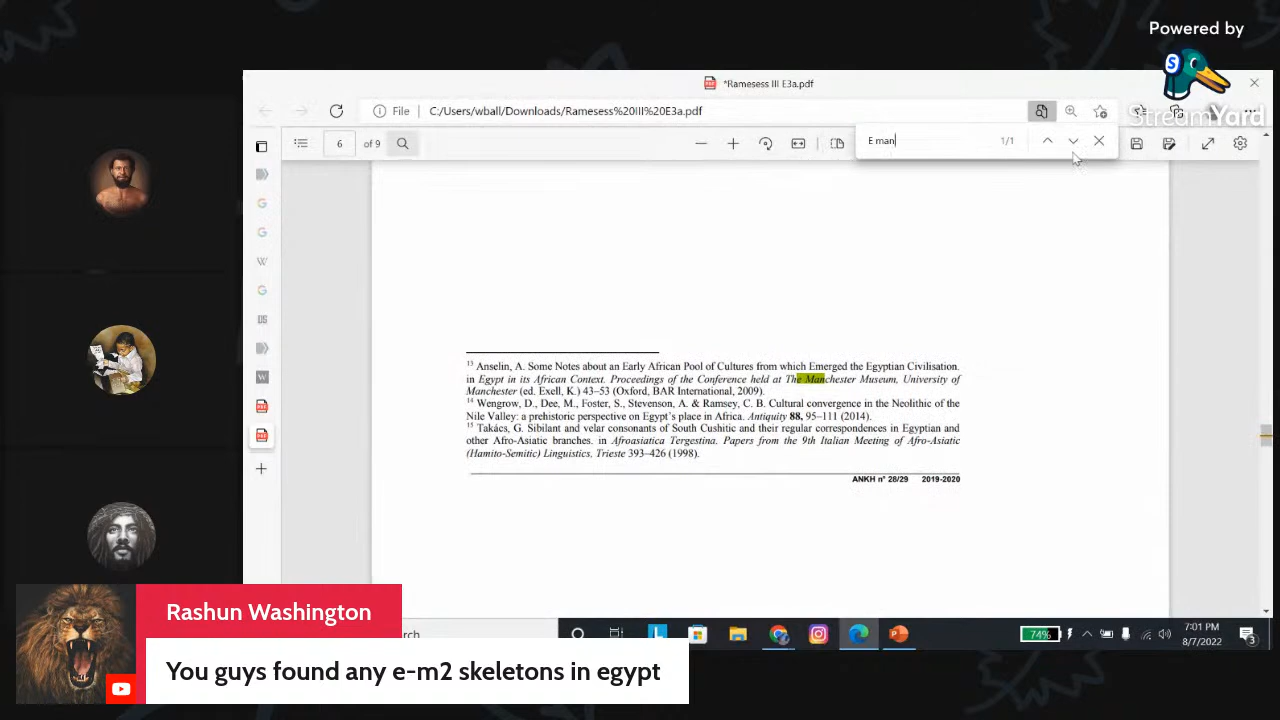 Powered by
StreamYard
*Ramesess III E3a.pdf
File C:/Users/wball/Downloads/Ramesess%20III%20E3a.pdf
E man 1/1
6 of 9
13 Anselin, A. Some Notes about an Early African Pool of Cultures from which Emerged the Egyptian Civilisation.
in Egypt in its African Context. Proceedings of the Conference held at The Manchester Museum, University of
Manchester (ed. Exell, K.) 43–53 (Oxford, BAR International, 2009).
14 Wengrow, D., Dee, M., Foster, S., Stevenson, A. & Ramsey, C. B. Cultural convergence in the Neolithic of the
Nile Valley: a prehistoric perspective on Egypt's place in Africa. Antiquity 88, 95–111 (2014).
15 Takács, G. Sibilant and velar consonants of South Cushitic and their regular correspondences in Egyptian and
other Afro-Asiatic branches. in Afroasiatica Tergestina. Papers from the 9th Italian Meeting of Afro-Asiatic
(Hamito-Semitic) Linguistics. Trieste 393–426 (1998).
ANKH n° 28/29 2019-2020
Rashun Washington
You guys found any e-m2 skeletons in egypt
74%
7:01 PM
8/7/2022
3